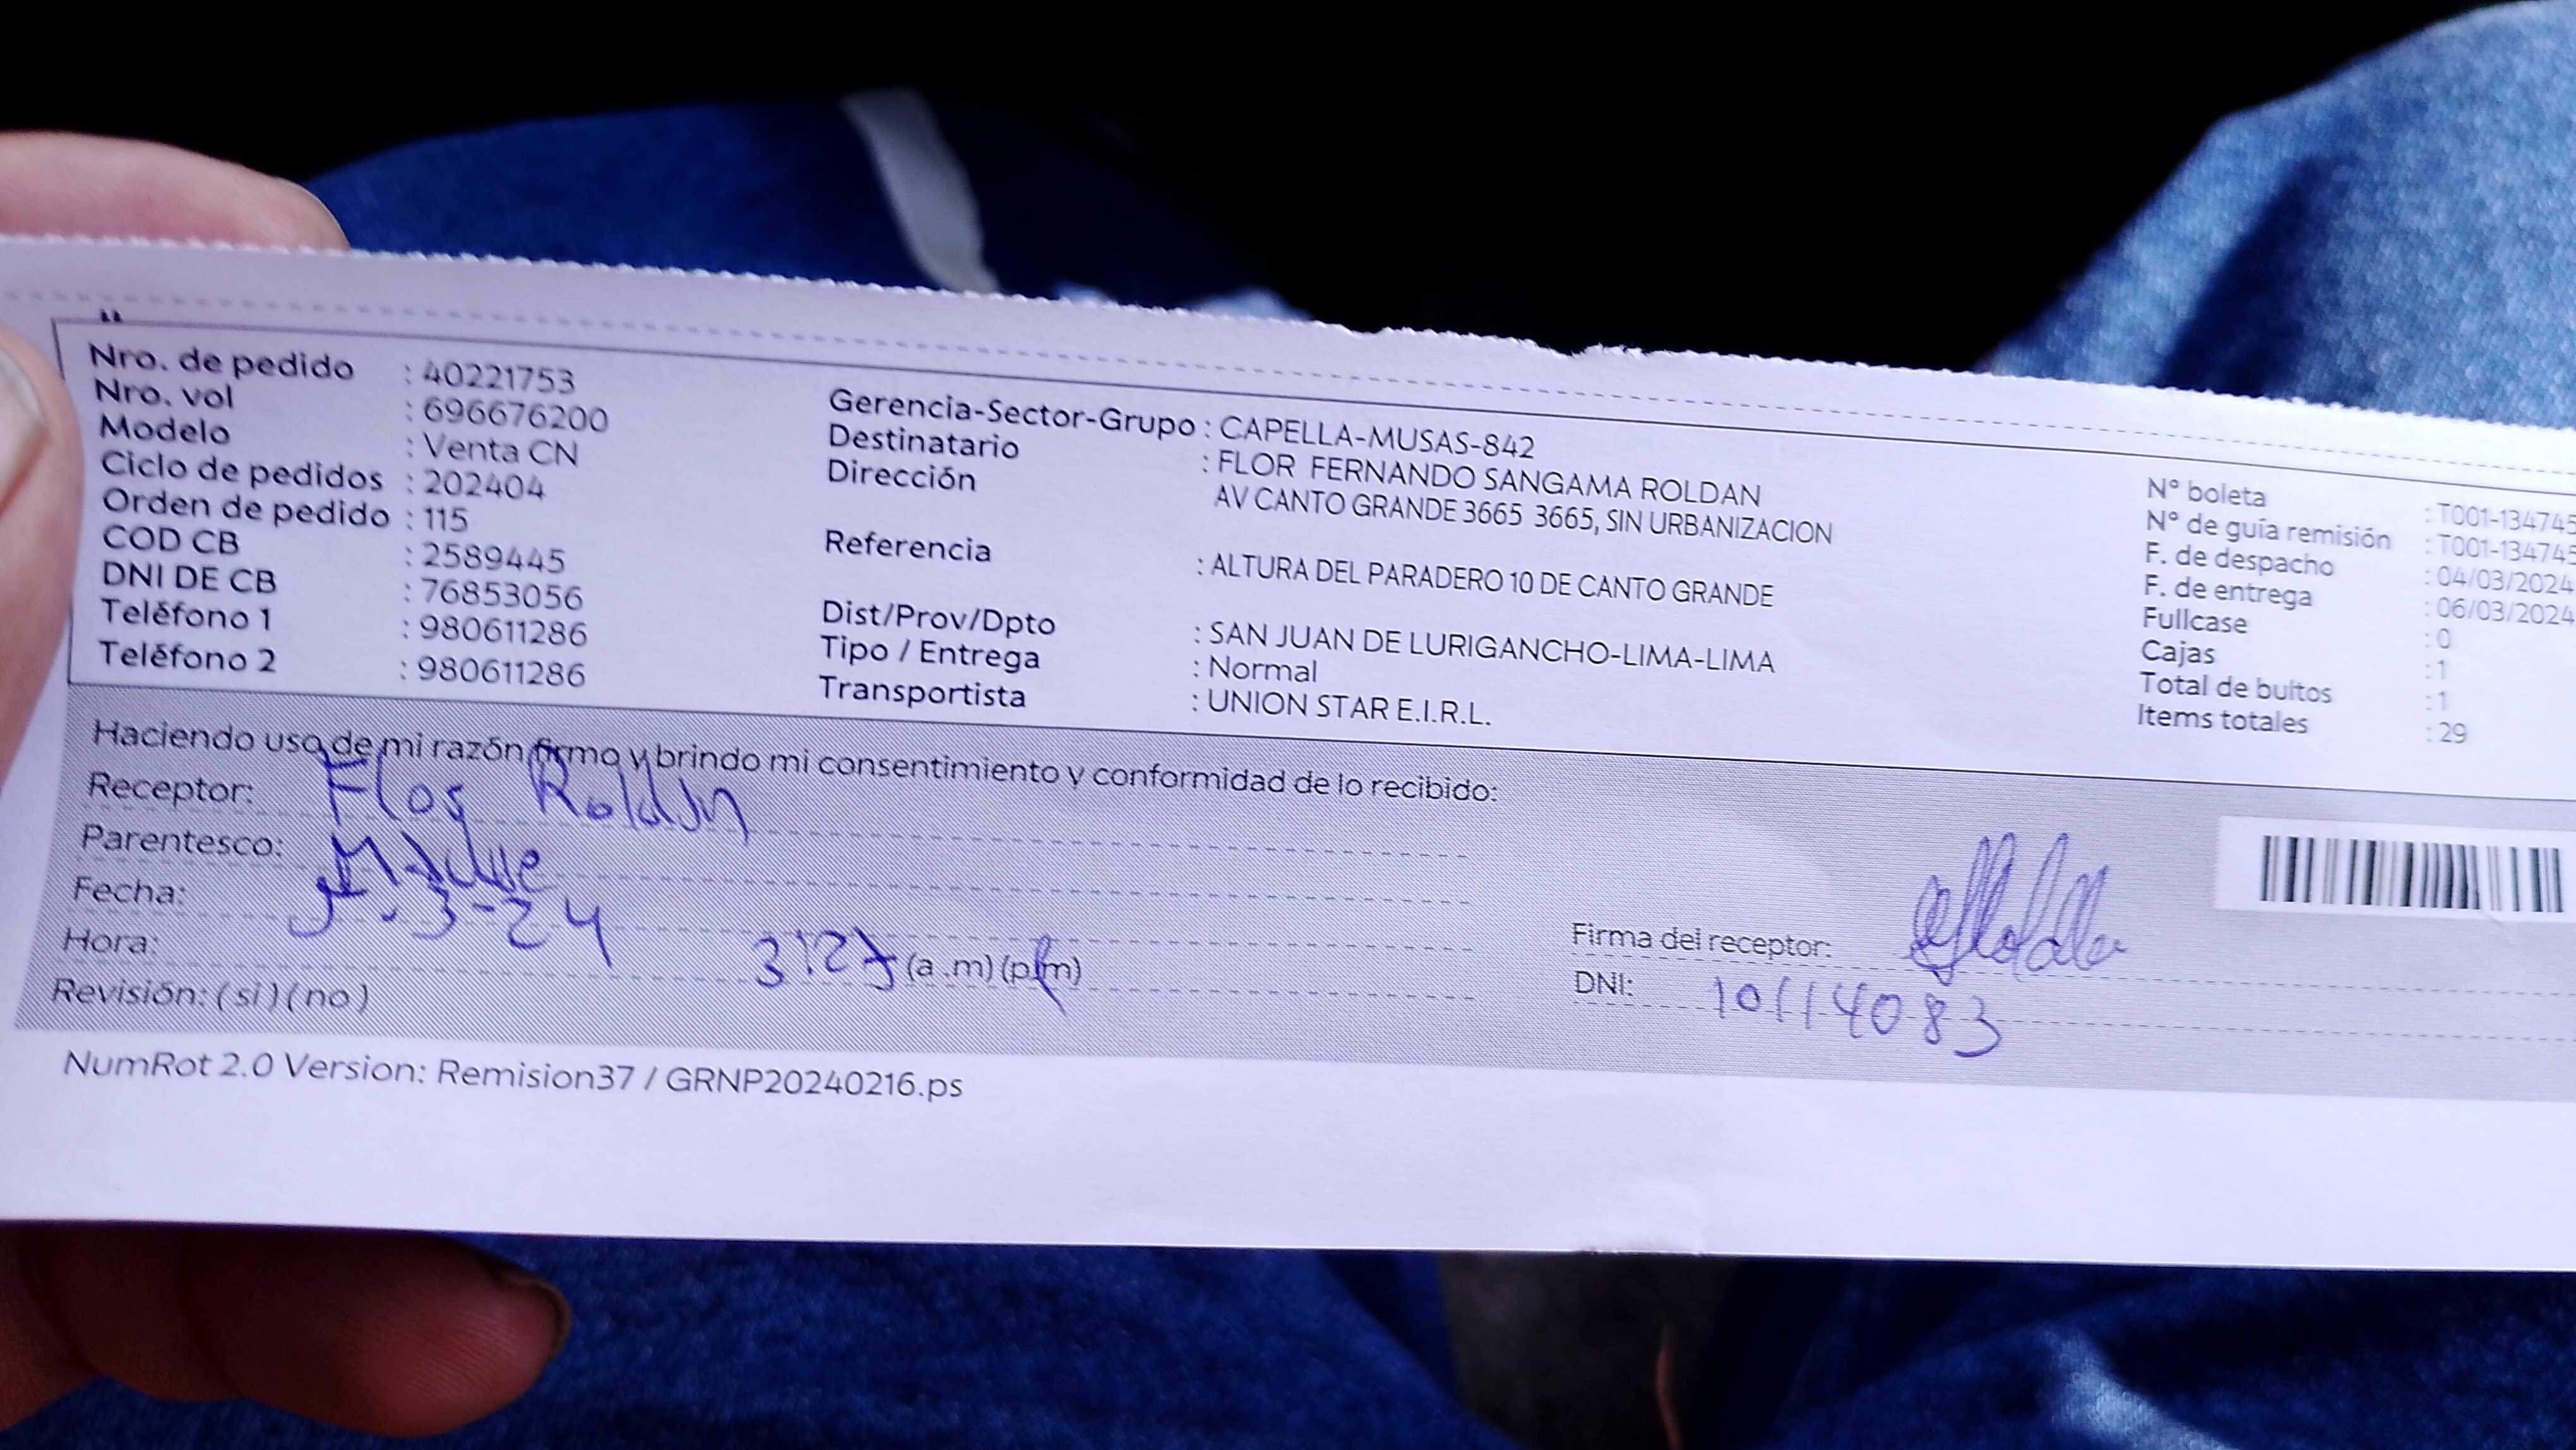 Nro. de pedido : 40221753
Nro. vol : 696676200
Modelo : Venta CN
Ciclo de pedidos : 202404
Orden de pedido : 115
COD CB : 2589445
DNI DE CB : 76853056
Teléfono 1 : 980611286
Teléfono 2 : 980611286
Gerencia-Sector-Grupo : CAPELLA-MUSAS-842
Destinatario : FLOR FERNANDO SANGAMA ROLDAN
Dirección AV CANTO GRANDE 3665 3665, SIN URBANIZACION
Referencia : ALTURA DEL PARADERO 10 DE CANTO GRANDE
Dist/Prov/Dpto : SAN JUAN DE LURIGANCHO-LIMA-LIMA
Tipo / Entrega : Normal
Transportista : UNION STAR E.I.R.L.
N° boleta : T001-134745
N° de guía remisión : T001-134745
F. de despacho : 04/03/2024
F. de entrega : 06/03/2024
Fullcase : 0
Cajas : 1
Total de bultos : 1
Items totales : 29
Haciendo uso de mi razón firmo y brindo mi consentimiento y conformidad de lo recibido:
Receptor: Flor Roldan
Parentesco: Madre
Fecha: 3-24
Hora: 3:27 (a .m) (p.m)
Revisión: ( si ) ( no )
Firma del receptor:
DNI: 10114083
NumRot 2.0 Version: Remision37 / GRNP20240216.ps